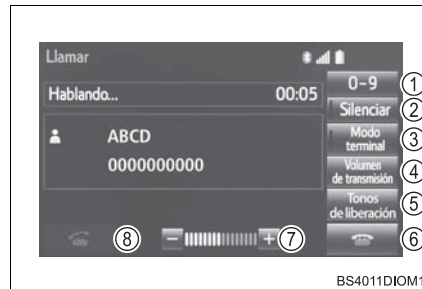 Llamar
Hablando... 00:05
ABCD
0000000000
0-9 1
Silenciar 2
Modo
terminal 3
Volumen
de transmisión 4
Tonos
de liberación 5
6
8 − + 7
BS4011DIOM1